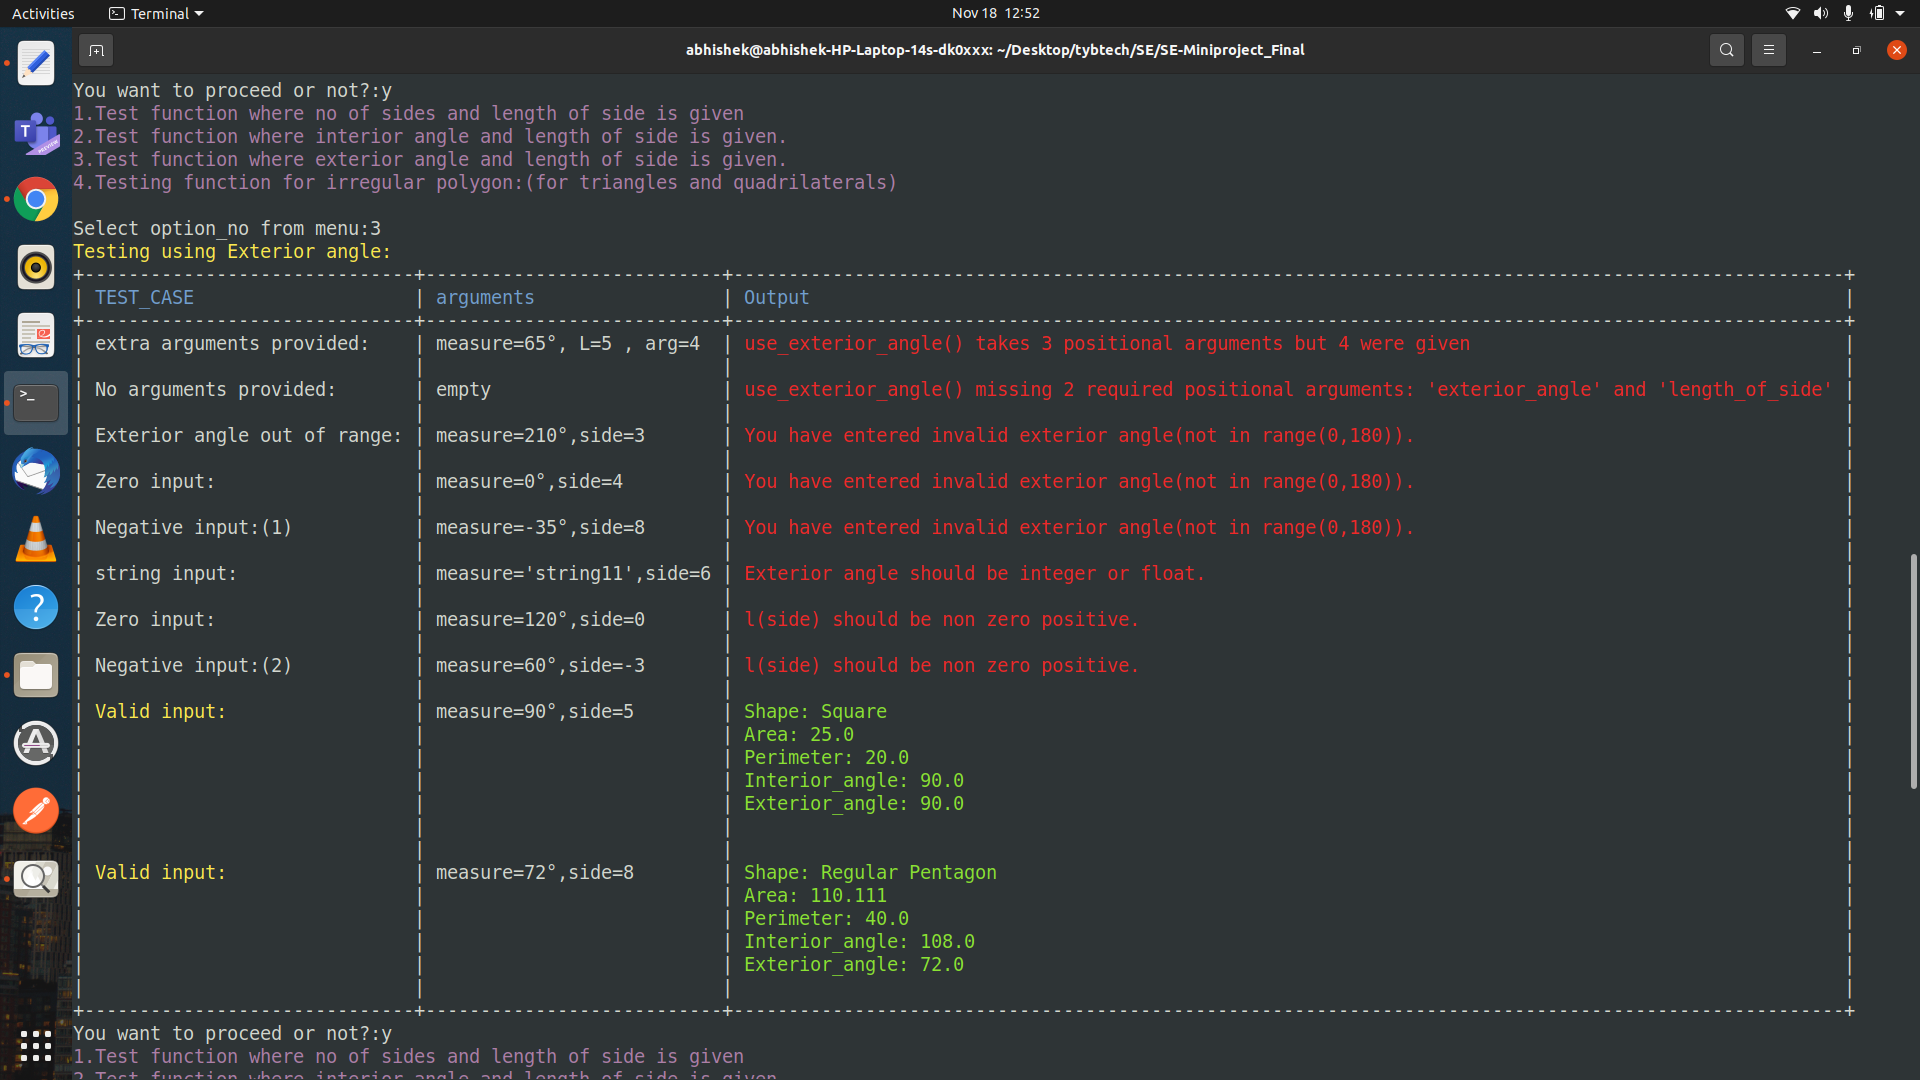 Activities Terminal Nov 18 12:52
abhishek@abhishek-HP-Laptop-14s-dk0xxx: ~/Desktop/tybtech/SE/SE-Miniproject_Final
You want to proceed or not?:y
1.Test function where no of sides and length of side is given
2.Test function where interior angle and length of side is given.
3.Test function where exterior angle and length of side is given.
4.Testing function for irregular polygon:(for triangles and quadrilaterals)
Select option_no from menu:3
Testing using Exterior angle:
TEST_CASE | arguments | Output
extra arguments provided: | measure=65°, L=5 , arg=4 | use_exterior_angle() takes 3 positional arguments but 4 were given
No arguments provided: | empty | use_exterior_angle() missing 2 required positional arguments: 'exterior_angle' and 'length_of_side'
Exterior angle out of range: | measure=210°,side=3 | You have entered invalid exterior angle(not in range(0,180)).
Zero input: | measure=0°,side=4 | You have entered invalid exterior angle(not in range(0,180)).
Negative input:(1) | measure=-35°,side=8 | You have entered invalid exterior angle(not in range(0,180)).
string input: | measure='string11',side=6 | Exterior angle should be integer or float.
Zero input: | measure=120°,side=0 | l(side) should be non zero positive.
Negative input:(2) | measure=60°,side=-3 | l(side) should be non zero positive.
Valid input: | measure=90°,side=5 | Shape: Square
Area: 25.0
Perimeter: 20.0
Interior_angle: 90.0
Exterior_angle: 90.0
Valid input: | measure=72°,side=8 | Shape: Regular Pentagon
Area: 110.111
Perimeter: 40.0
Interior_angle: 108.0
Exterior_angle: 72.0
You want to proceed or not?:y
1.Test function where no of sides and length of side is given
2.Test function where interior angle and length of side is given.